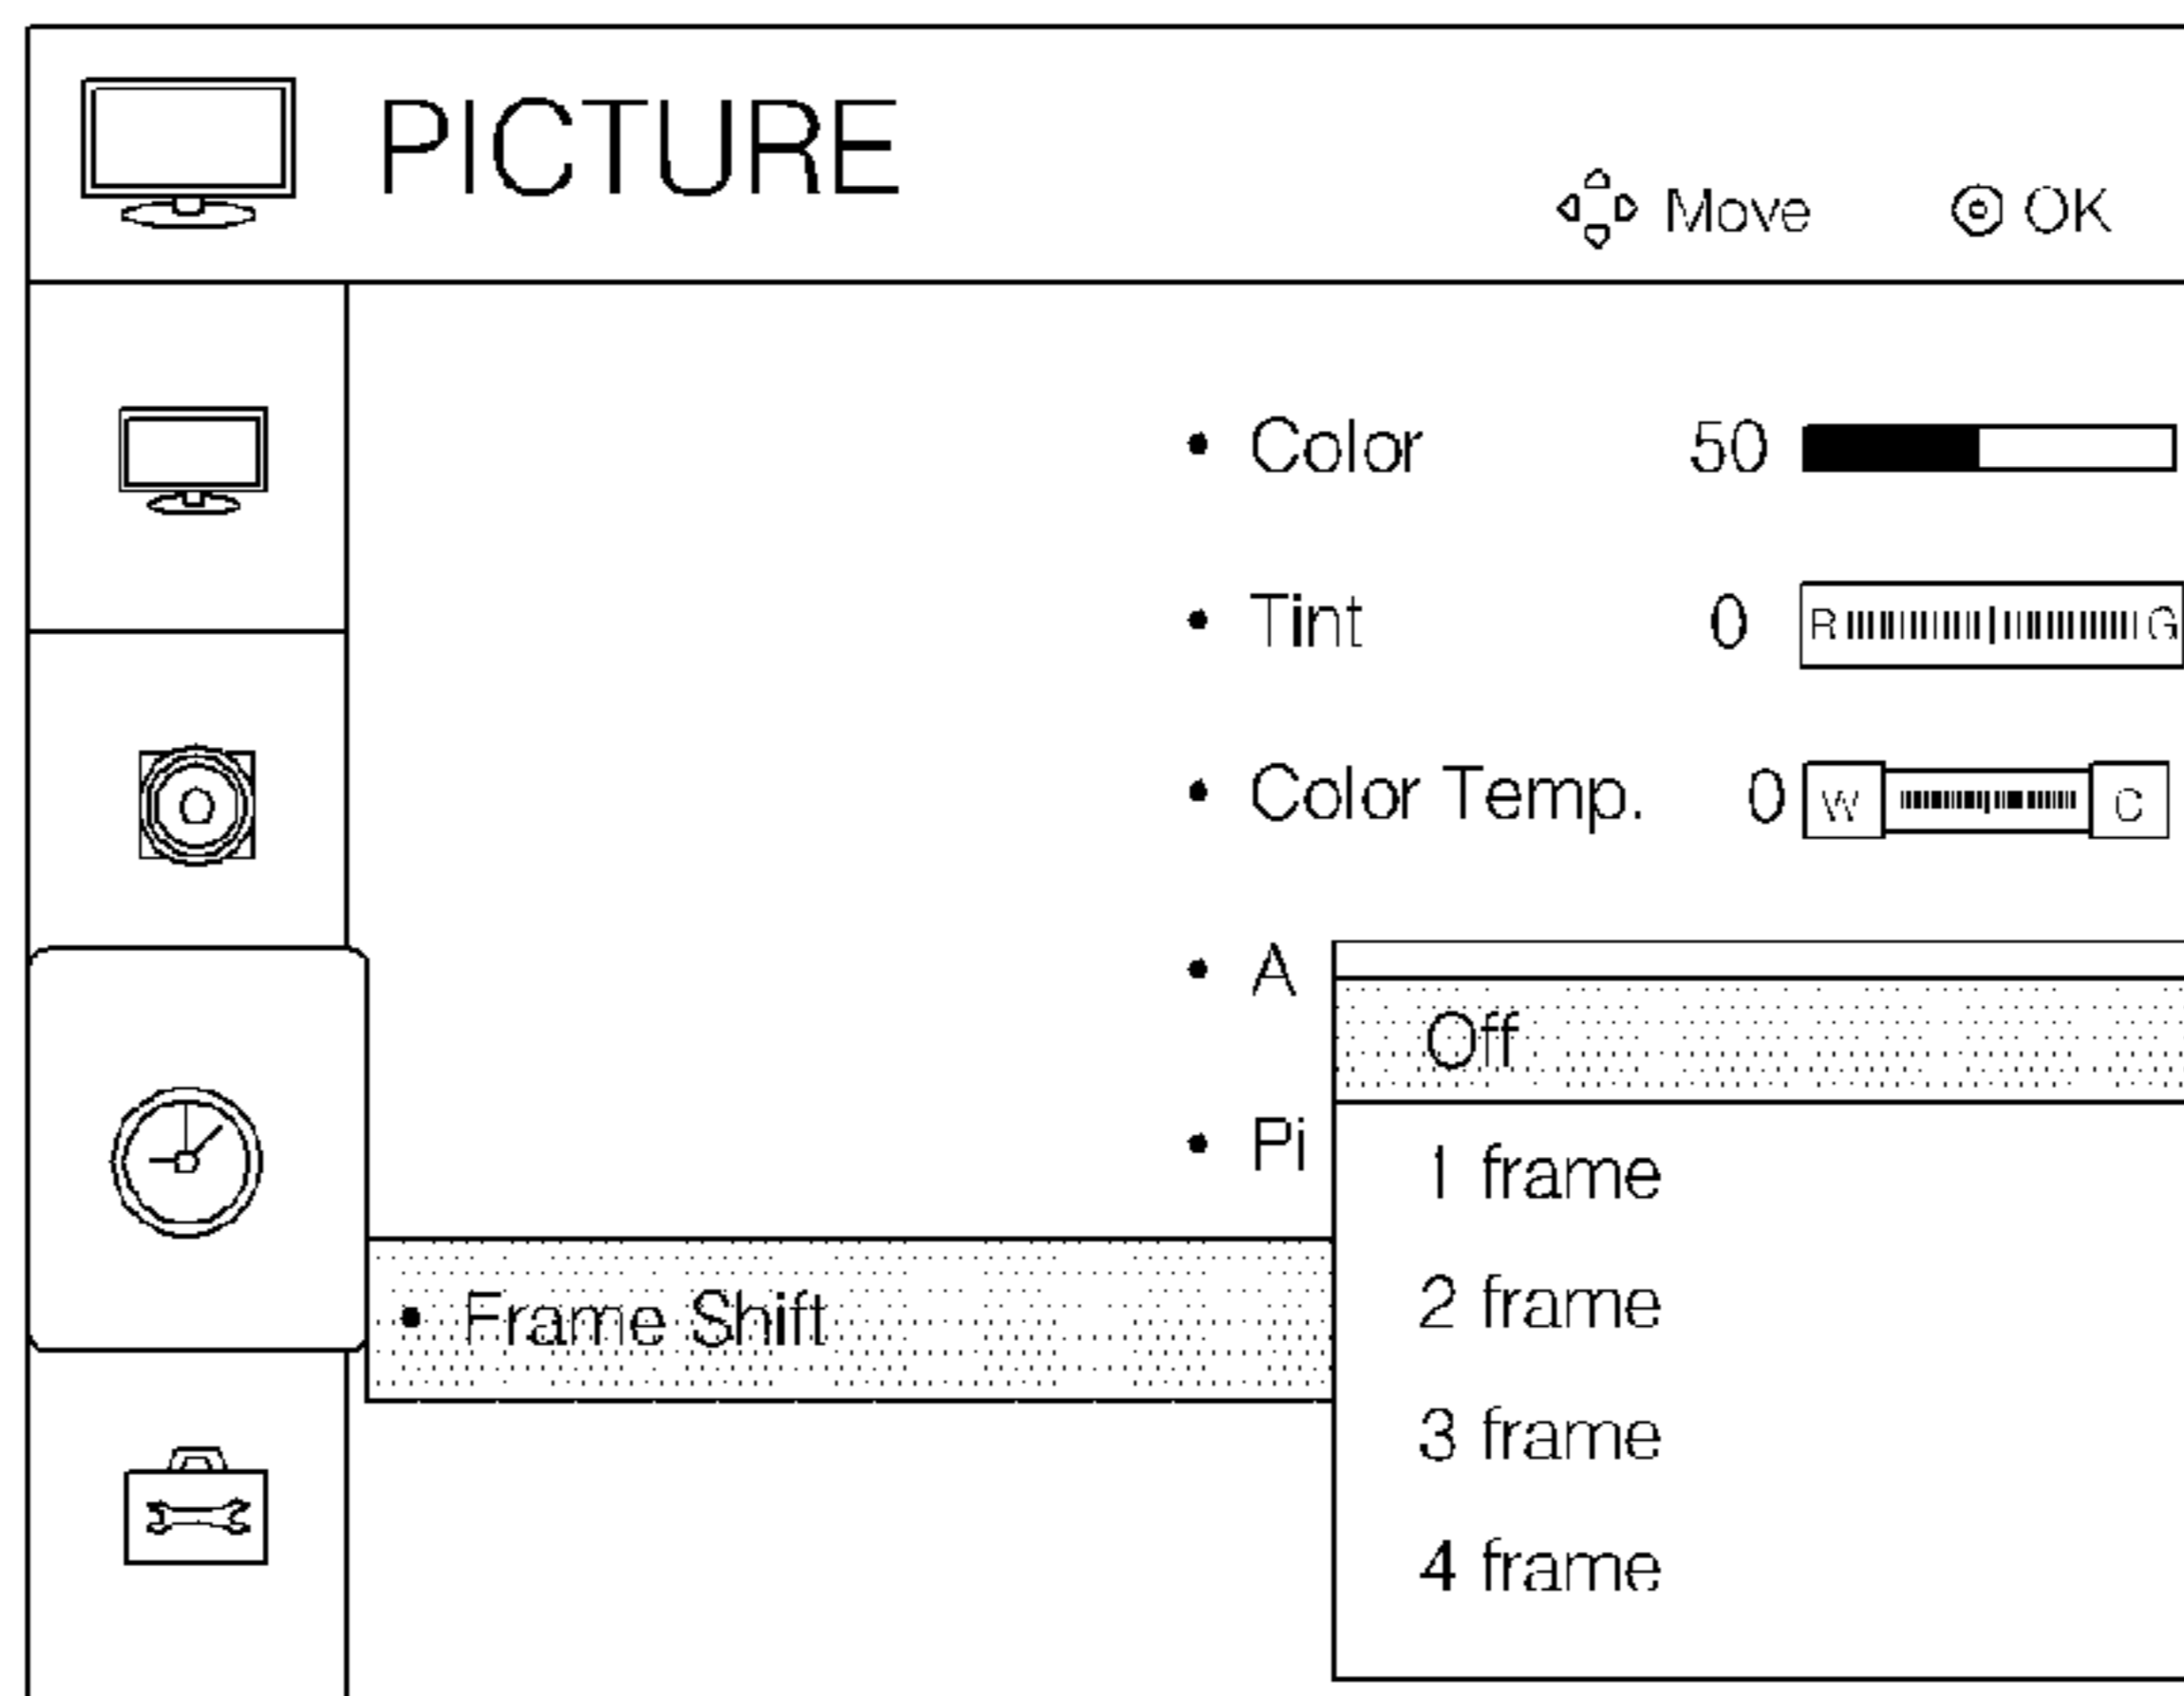 PICTURE
Move OK
• Color 50
• Tint 0 R G
• Color Temp. 0 W C
• A
Off
• Pi
1 frame
• Frame Shift
2 frame
3 frame
4 frame